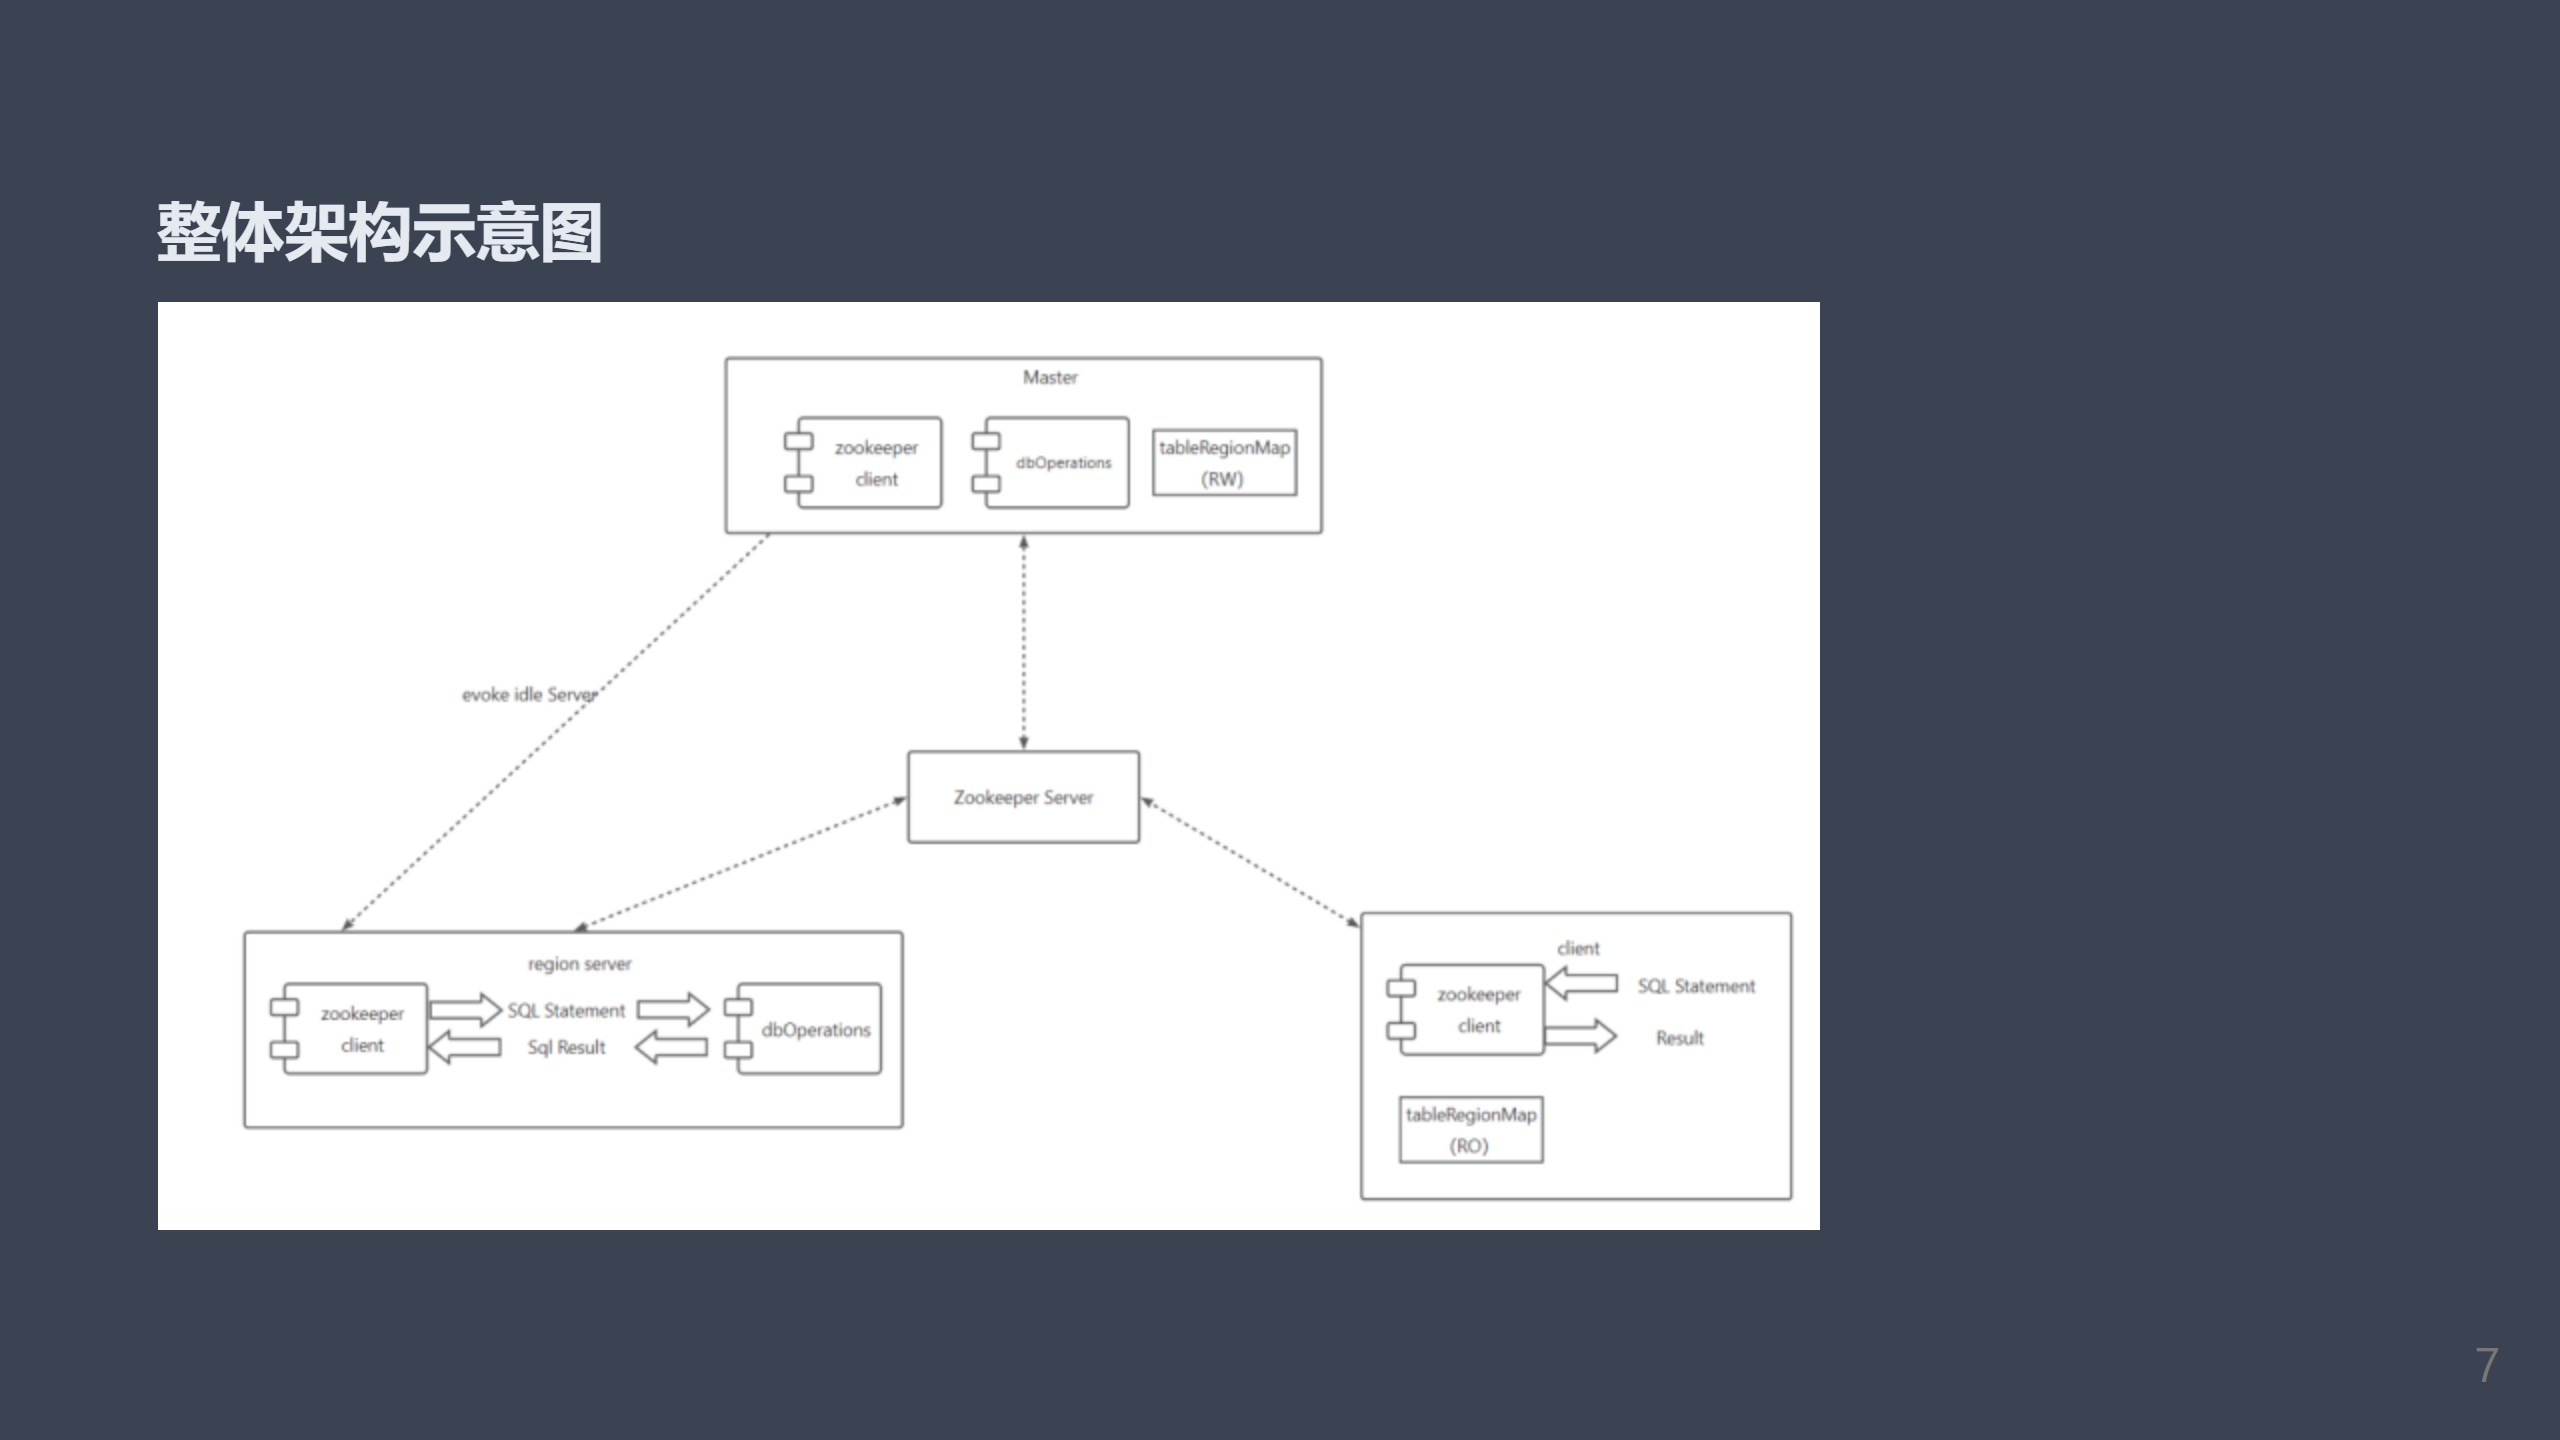 整体架构示意图
Master
zookeeper
client
dbOperations
tableRegionMap
(RW)
evoke idle Server
Zookeeper Server
region server
zookeeper
client
SQL Statement
Sql Result
dbOperations
client
zookeeper
client
SQL Statement
Result
tableRegionMap
(RO)
7